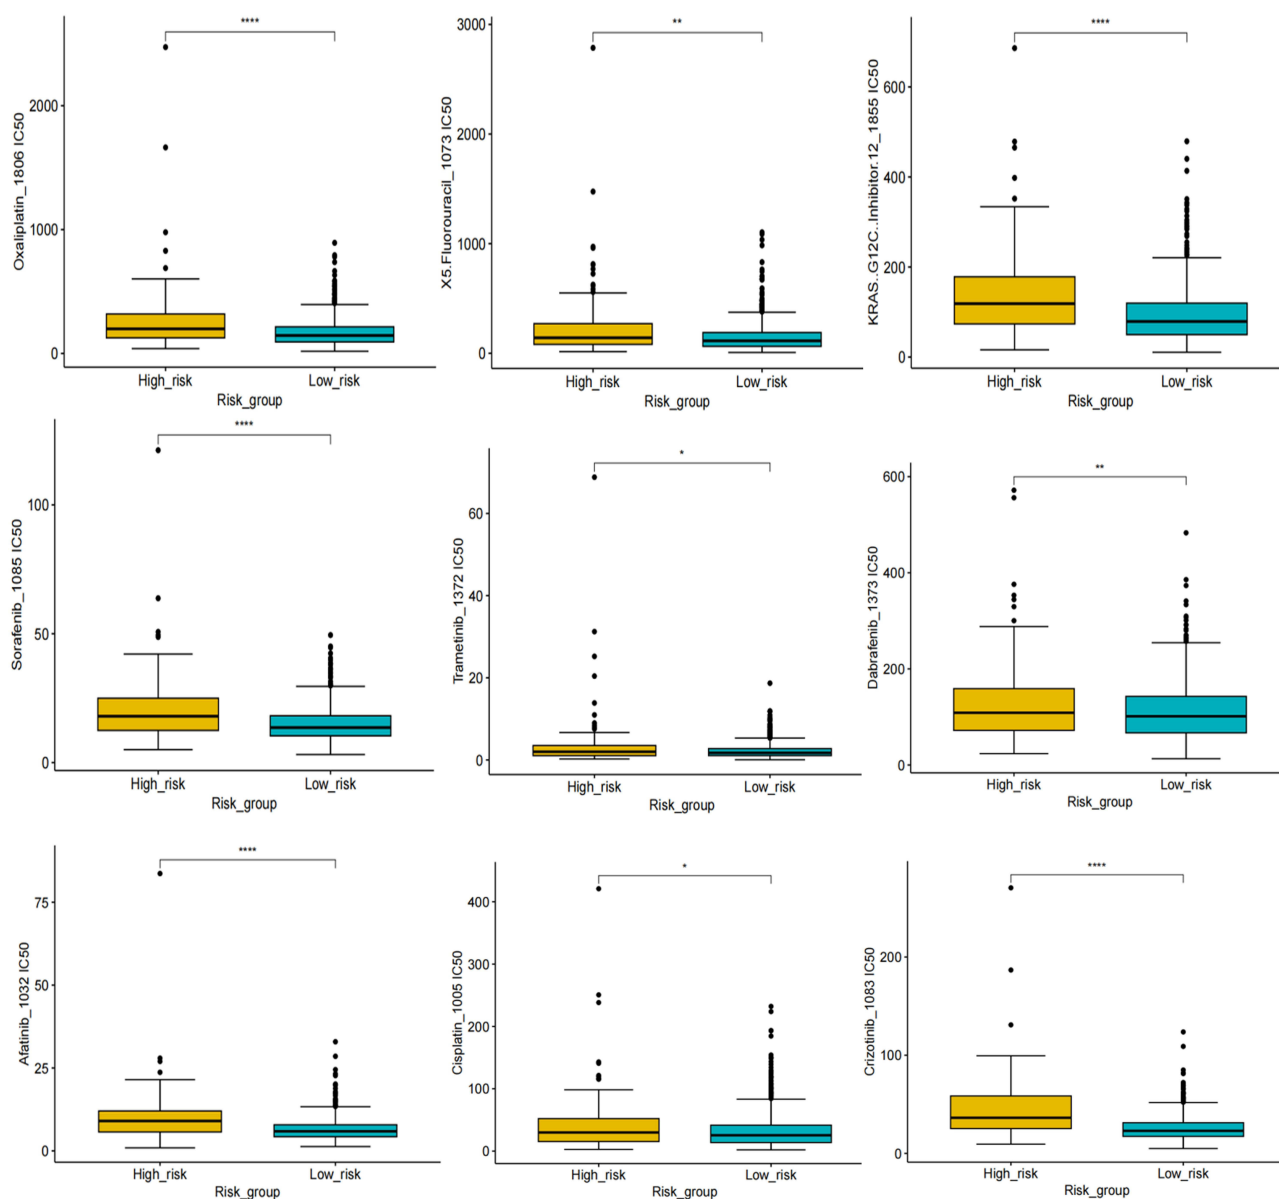 ****
Oxaliplatin_1806 IC50
2000
1000
0
High_risk Low_risk
Risk_group
**
X5.Fluorouracil_1073 IC50
3000
2000
1000
0
High_risk Low_risk
Risk_group
****
KRAS..G12C..Inhibitor.12_1855 IC50
600
400
200
0
High_risk Low_risk
Risk_group
****
Sorafenib_1085 IC50
100
50
0
High_risk Low_risk
Risk_group
*
Trametinib_1372 IC50
60
40
20
0
High_risk Low_risk
Risk_group
**
Dabrafenib_1373 IC50
600
400
200
0
High_risk Low_risk
Risk_group
****
Afatinib_1032 IC50
75
50
25
0
High_risk Low_risk
Risk_group
*
Cisplatin_1005 IC50
400
300
200
100
0
High_risk Low_risk
Risk_group
****
Crizotinib_1083 IC50
200
100
0
High_risk Low_risk
Risk_group